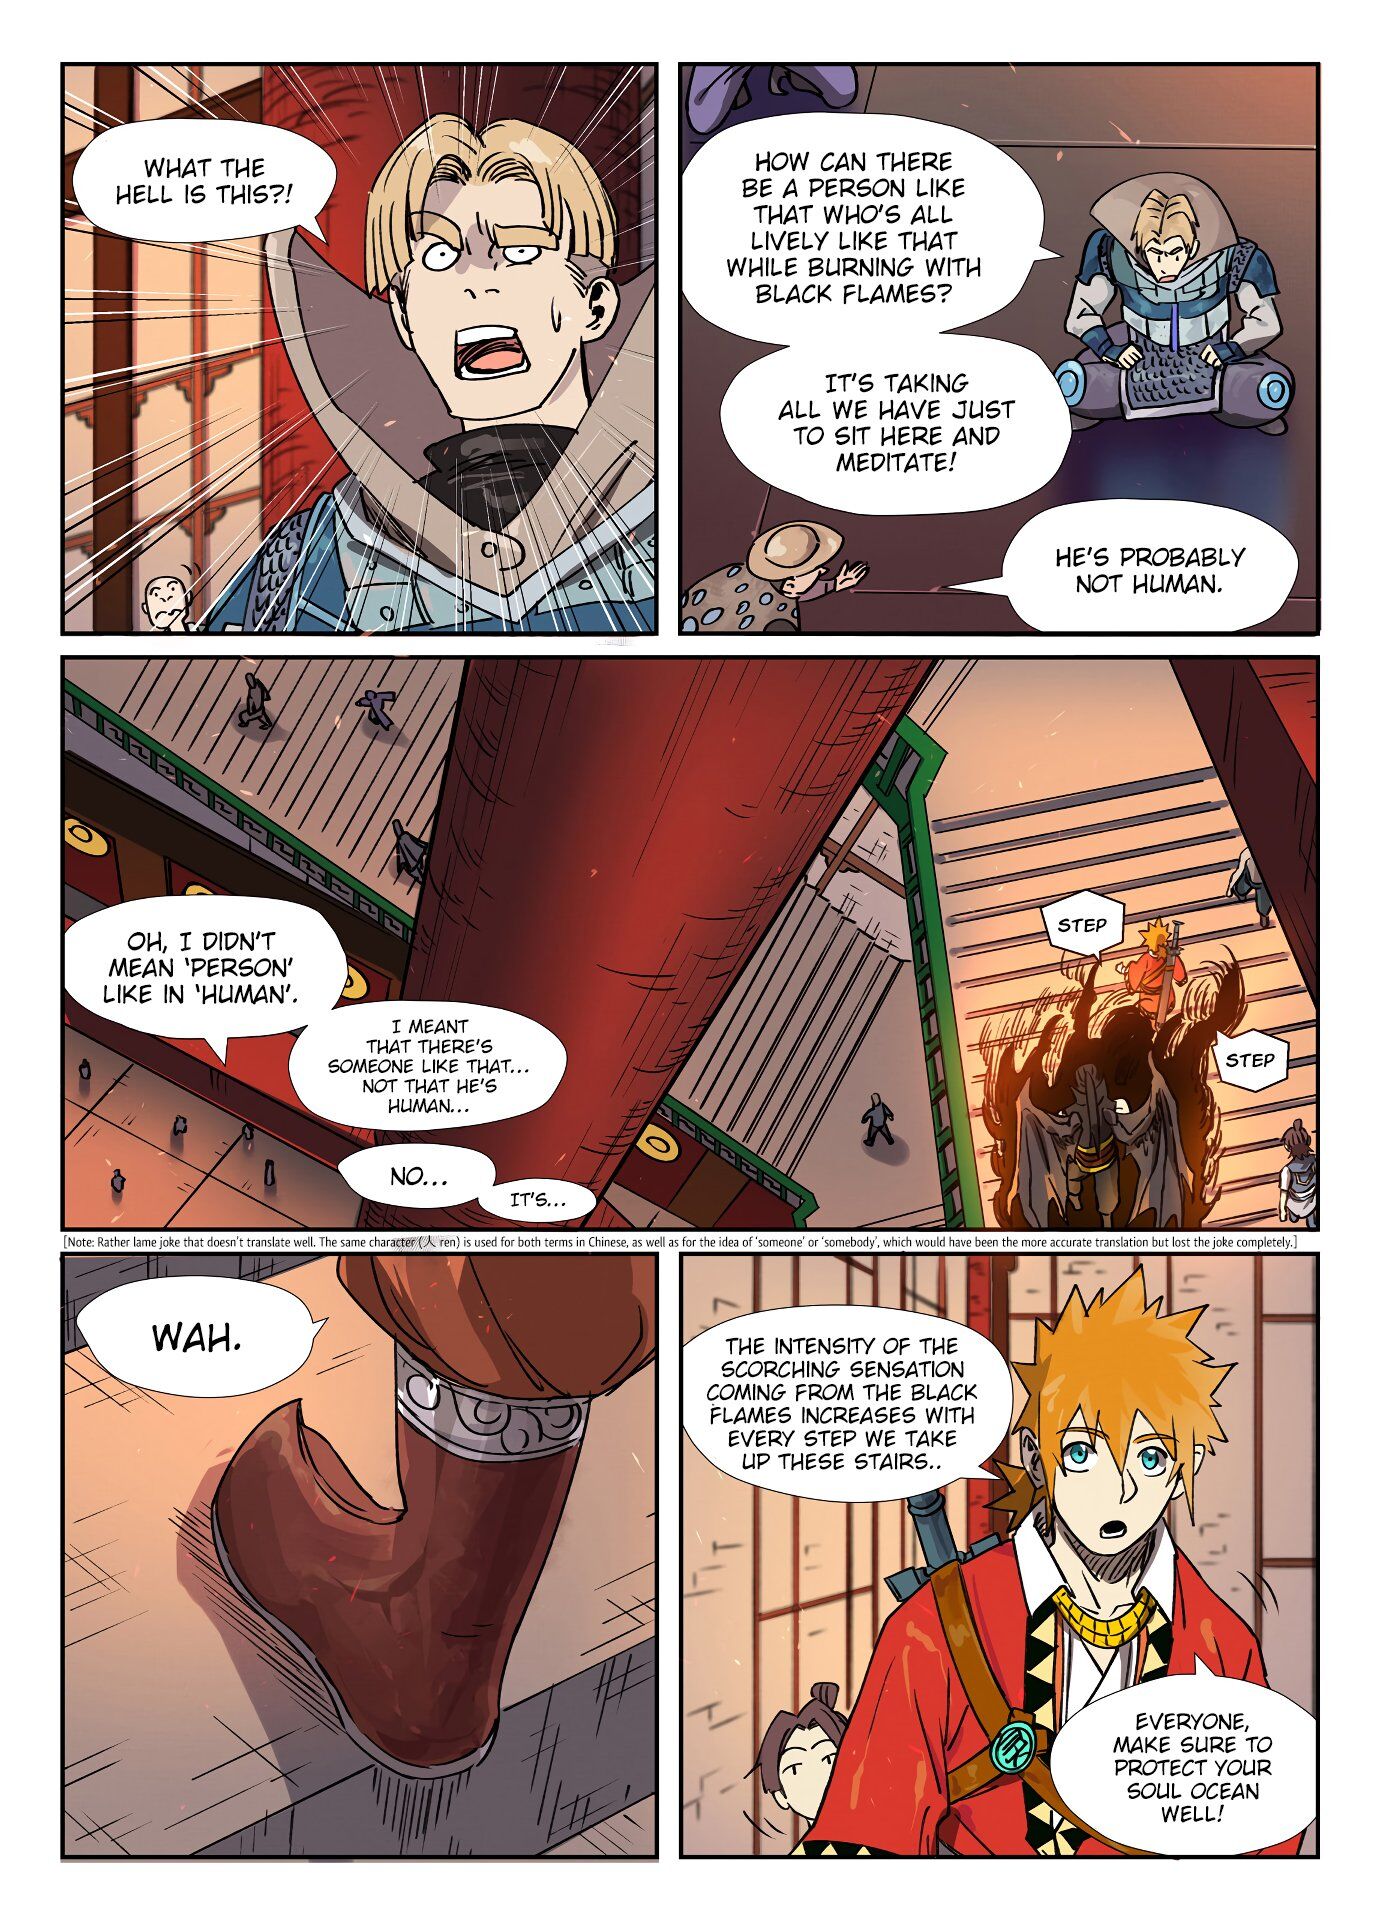 WHAT THE
HELL IS THIS?!
HOW CAN THERE
BE A PERSON LIKE
THAT WHO'S ALL
LIVELY LIKE THAT
WHILE BURNING WITH
BLACK FLAMES?
IT'S TAKING
ALL WE HAVE JUST
TO SIT HERE AND
MEDITATE!
HE'S PROBABLY
NOT HUMAN.
STEP
STEP
OH, I DIDN'T
MEAN 'PERSON'
LIKE IN 'HUMAN'.
I MEANT
THAT THERE'S
SOMEONE LIKE THAT...
NOT THAT HE'S
HUMAN...
NO...
IT'S...
[Note: Rather lame joke that doesn't translate well. The same character (人 ren) is used for both terms in Chinese, as well as for the idea of 'someone' or 'somebody', which would have been the more accurate translation but lost the joke completely.]
WAH.
THE INTENSITY OF THE
SCORCHING SENSATION
COMING FROM THE BLACK
FLAMES INCREASES WITH
EVERY STEP WE TAKE
UP THESE STAIRS..
EVERYONE,
MAKE SURE TO
PROTECT YOUR
SOUL OCEAN
WELL!